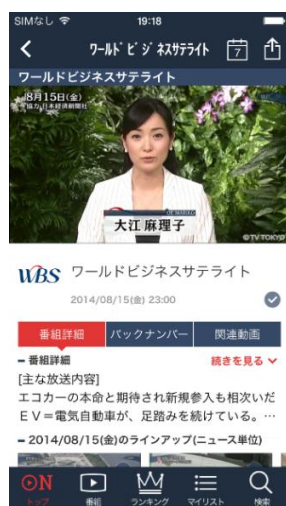 SIMなし 19:18
ワールドビジネスサテライト 7
ワールドビジネスサテライト
8月15日(金)
協力:日本経済新聞社
大江 麻理子
©TV TOKYO
WBS ワールドビジネスサテライト
2014/08/15(金) 23:00
番組詳細 バックナンバー 関連動画
番組詳細 続きを見る
[主な放送内容]
エコカーの本命と期待され新規参入も相次いだ
ＥＶ＝電気自動車が、足踏みを続けている。…
2014/08/15(金)のラインアップ(ニュース単位)
N
トップ 番組 ランキング マイリスト 検索